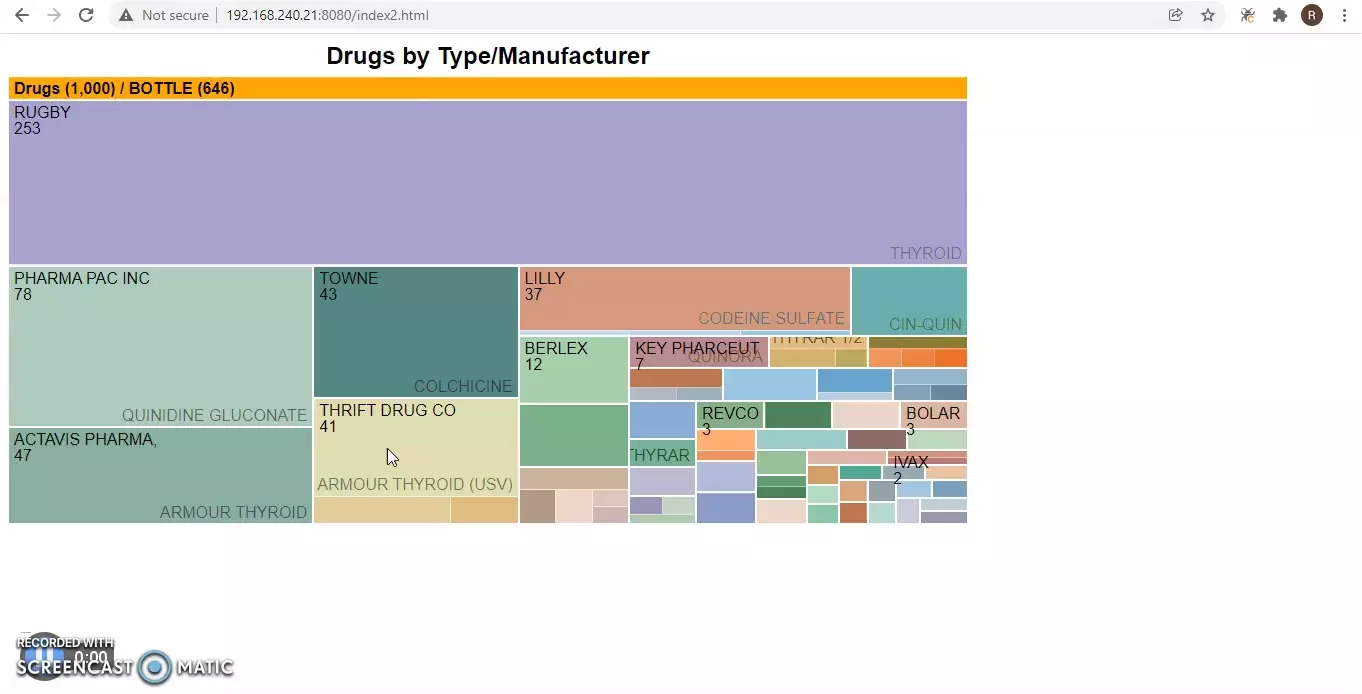 Not secure
192.168.240.21:8080/index2.html
R
Drugs by Type/Manufacturer
Drugs (1,000) / BOTTLE (646)
RUGBY
253
THYROID
PHARMA PAC INC
78
QUINIDINE GLUCONATE
TOWNE
43
COLCHICINE
LILLY
37
CODEINE SULFATE
CIN-QUIN
BERLEX
12
KEY PHARCEUT
7
QUINORA
THYRAR 1/2
THRIFT DRUG CO
41
ARMOUR THYROID (USV)
REVCO
3
BOLAR
3
ACTAVIS PHARMA,
47
ARMOUR THYROID
THYRAR
IVAX
2
RECORDED WITH
0:00
SCREENCAST MATIC